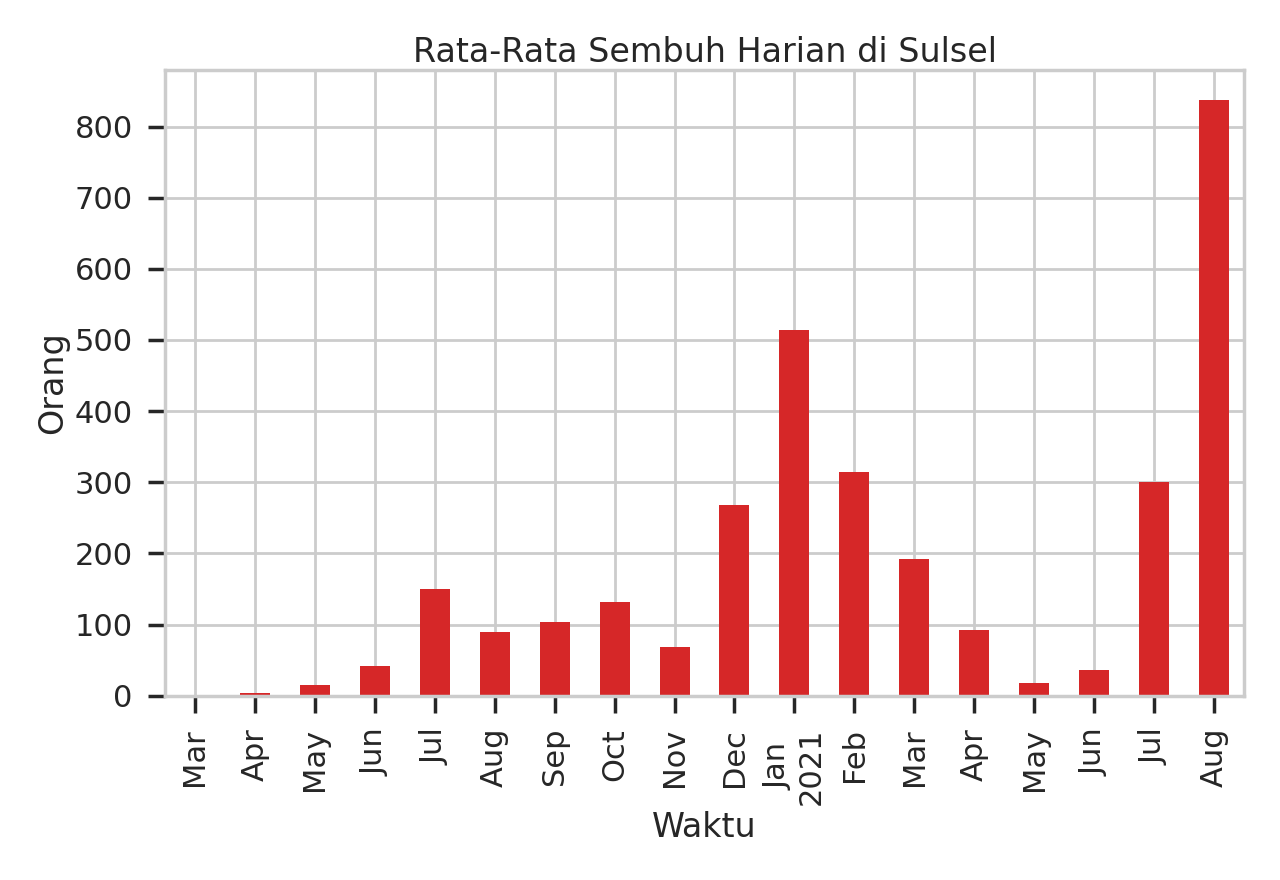 Rata-Rata Sembuh Harian di Sulsel
800
700
600
500
400
300
200
100
0
Orang
Mar
Apr
May
Jun
Jul
Aug
Sep
Oct
Nov
Dec
Jan
2021
Feb
Mar
Apr
May
Jun
Jul
Aug
Waktu